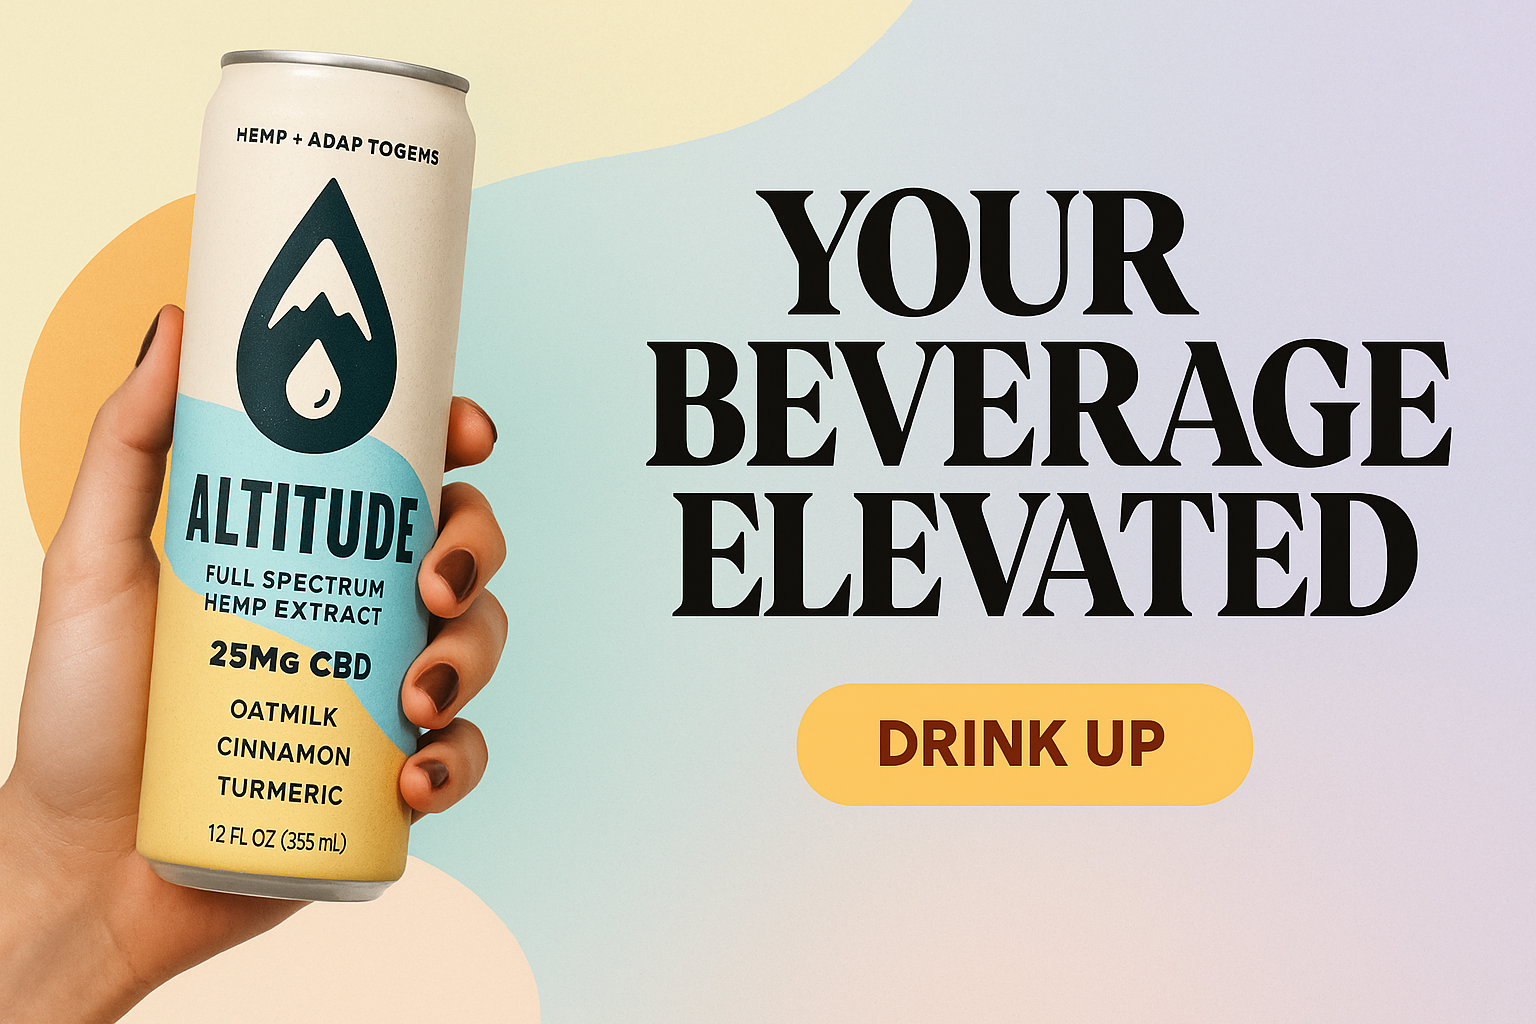 HEMP + ADAP TOGEMS
ALTITUDE
FULL SPECTRUM
HEMP EXTRACT
25Mg CBD
OATMILK
CINNAMON
TURMERIC
12 FL OZ (355 mL)
YOUR
BEVERAGE
ELEVATED
DRINK UP